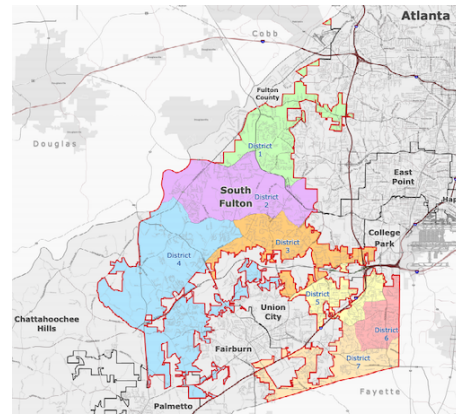 Atlanta
Cobb
Fulton
County
Douglas
District
1
East
Point
South
Fulton
District
2
College
Park
District
3
District
4
Union
City
District
5
Chattahoochee
Hills
District
6
Fairburn
District
7
Palmetto
Fayette